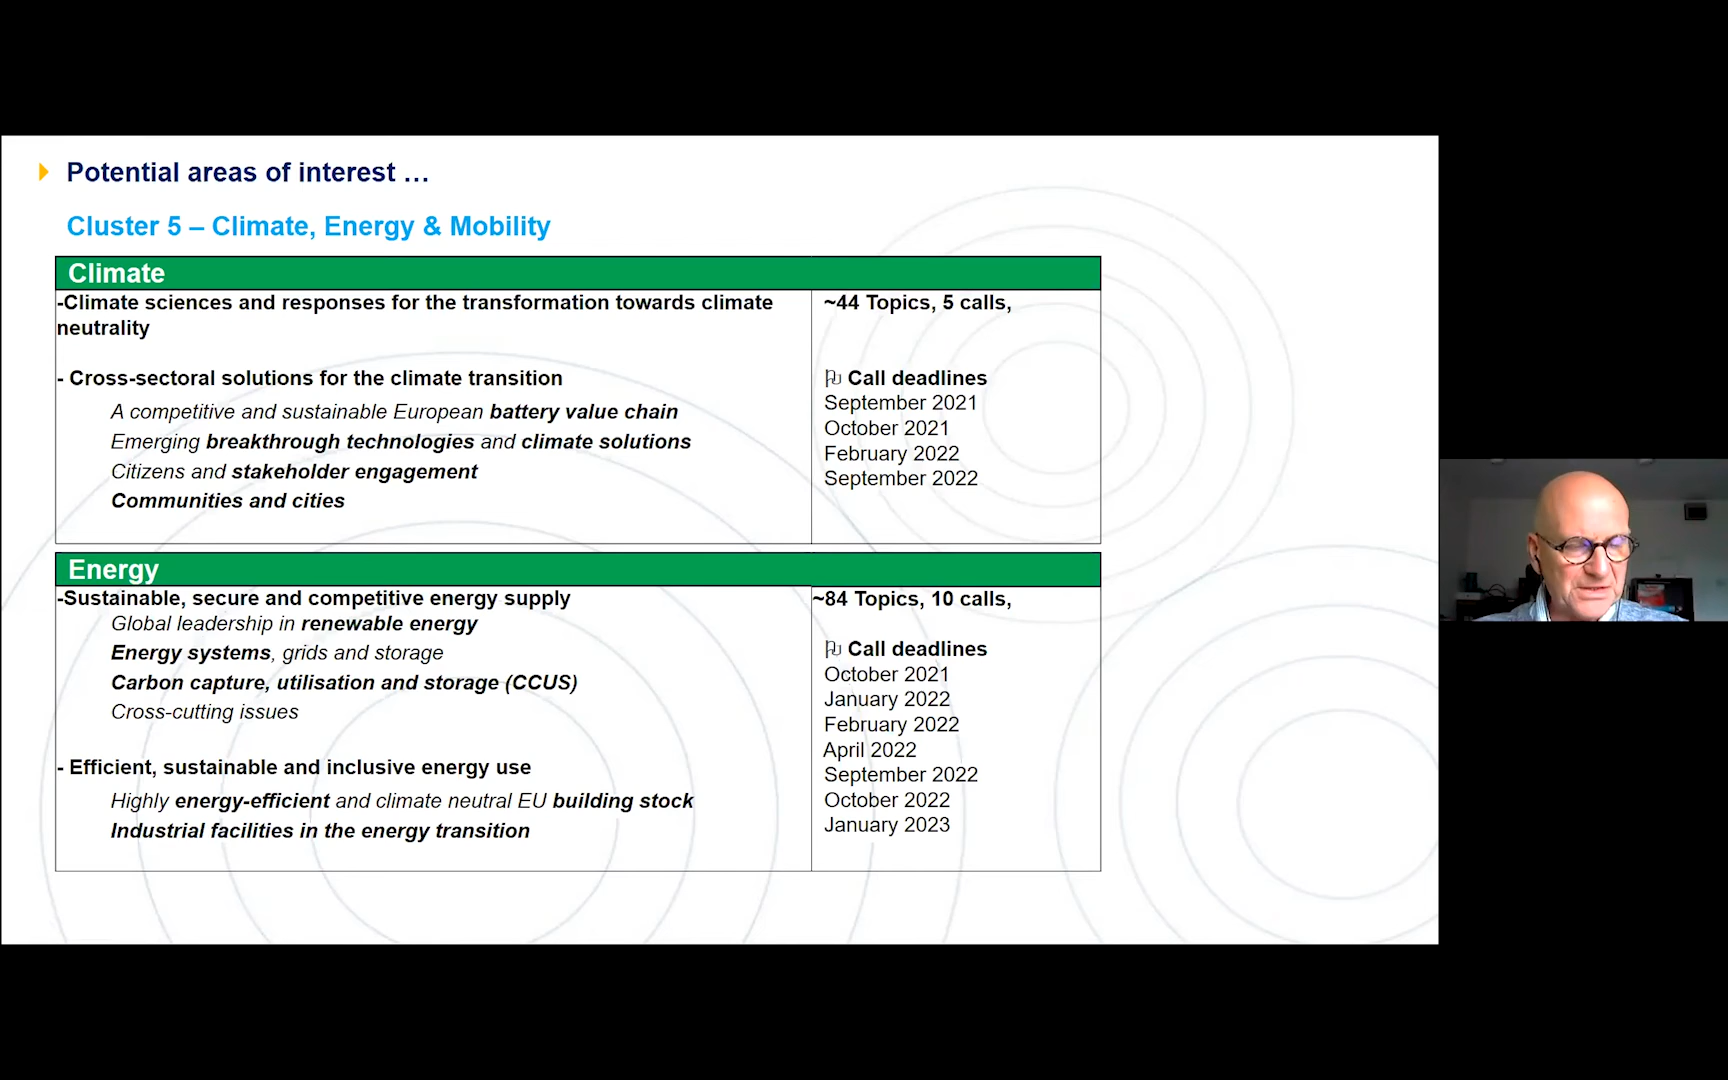 Potential areas of interest …
Cluster 5 – Climate, Energy & Mobility
Climate
-Climate sciences and responses for the transformation towards climate
neutrality
- Cross-sectoral solutions for the climate transition
A competitive and sustainable European battery value chain
Emerging breakthrough technologies and climate solutions
Citizens and stakeholder engagement
Communities and cities
~44 Topics, 5 calls,
Call deadlines
September 2021
October 2021
February 2022
September 2022
Energy
-Sustainable, secure and competitive energy supply
Global leadership in renewable energy
Energy systems, grids and storage
Carbon capture, utilisation and storage (CCUS)
Cross-cutting issues
- Efficient, sustainable and inclusive energy use
Highly energy-efficient and climate neutral EU building stock
Industrial facilities in the energy transition
~84 Topics, 10 calls,
Call deadlines
October 2021
January 2022
February 2022
April 2022
September 2022
October 2022
January 2023